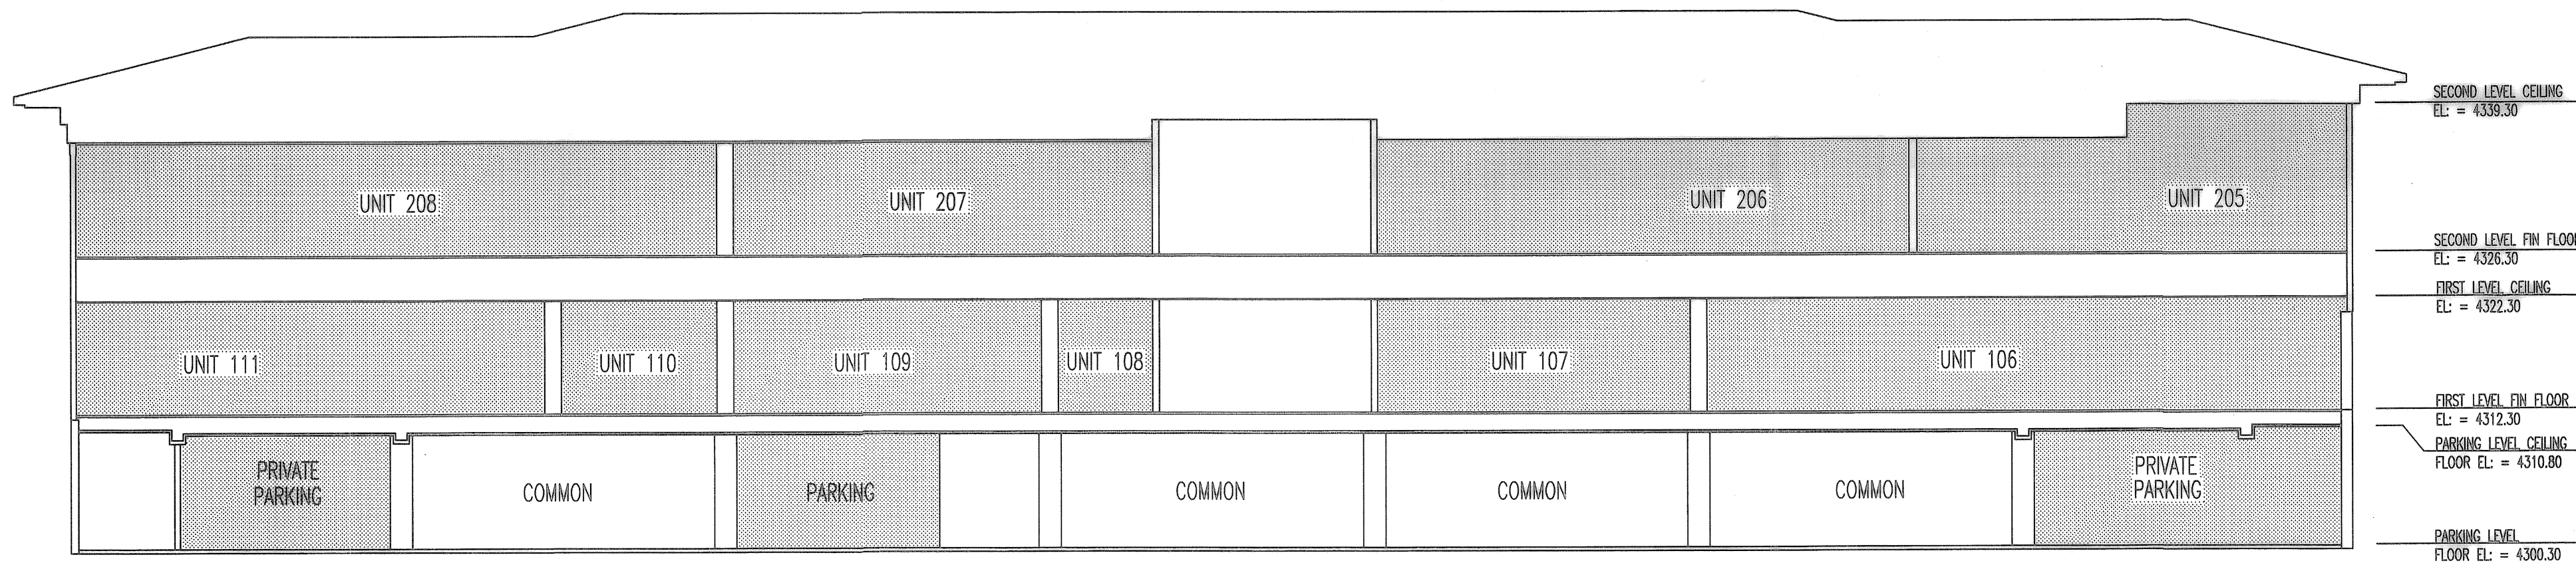 SECOND LEVEL CEILING
EL: = 4339.30
UNIT 208
UNIT 207
UNIT 206
UNIT 205
SECOND LEVEL FIN FLOOR
EL: = 4326.30
FIRST LEVEL CEILING
EL: = 4322.30
UNIT 111
UNIT 110
UNIT 109
UNIT 108
UNIT 107
UNIT 106
FIRST LEVEL FIN FLOOR
EL: = 4312.30
PARKING LEVEL CEILING
FLOOR EL: = 4310.80
PRIVATE
PARKING
COMMON
PARKING
COMMON
COMMON
COMMON
PRIVATE
PARKING
PARKING LEVEL
FLOOR EL: = 4300.30